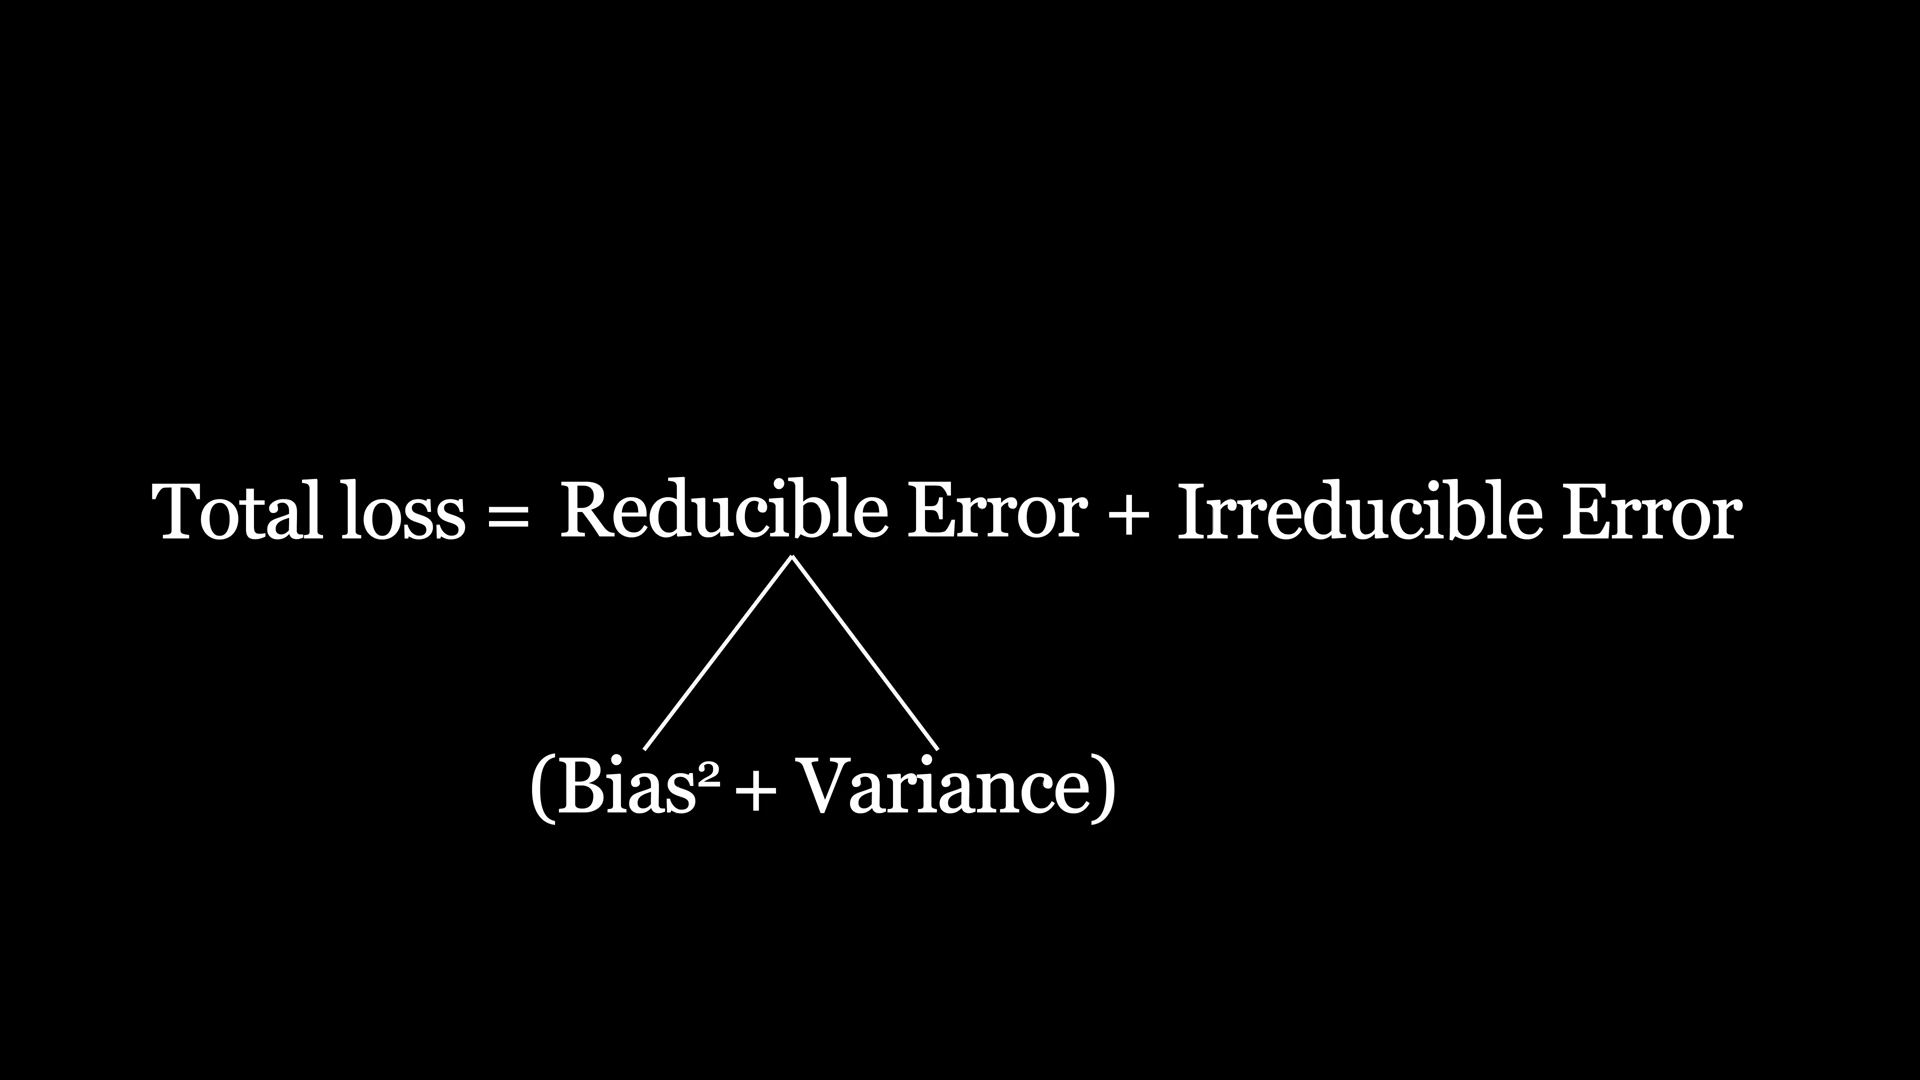 Total loss = Reducible Error + Irreducible Error
(Bias² + Variance)